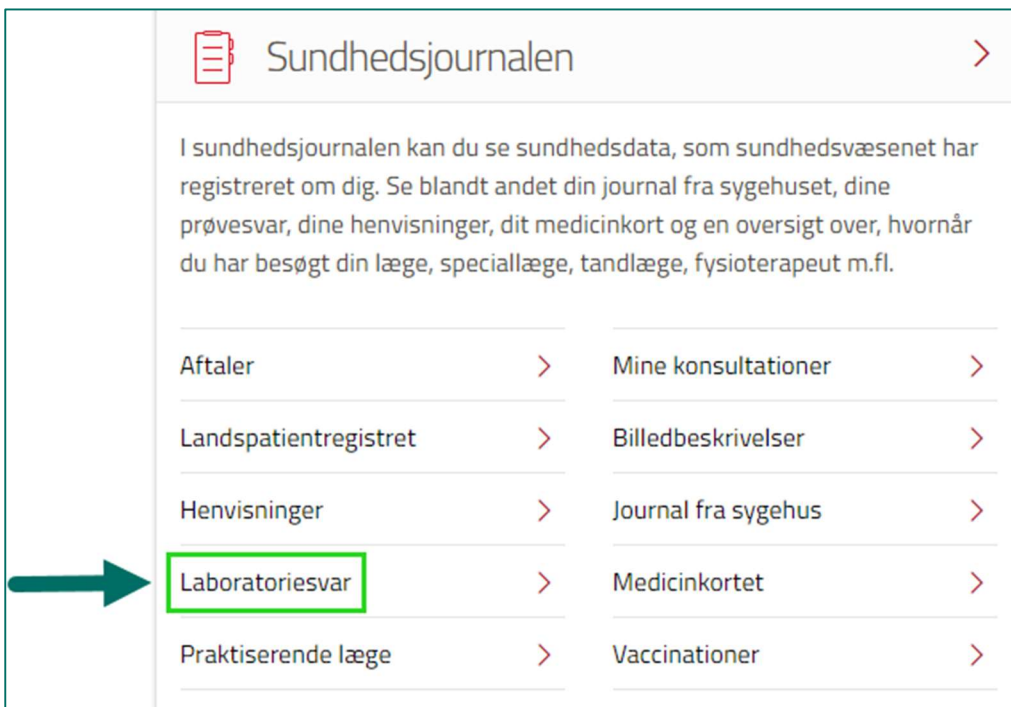 Sundhedsjournalen
I sundhedsjournalen kan du se sundhedsdata, som sundhedsvæsenet har
registreret om dig. Se blandt andet din journal fra sygehuset, dine
prøvesvar, dine henvisninger, dit medicinkort og en oversigt over, hvornår
du har besøgt din læge, speciallæge, tandlæge, fysioterapeut m.fl.
Aftaler
Mine konsultationer
Landspatientregistret
Billedbeskrivelser
Henvisninger
Journal fra sygehus
Laboratoriesvar
Medicinkortet
Praktiserende læge
Vaccinationer